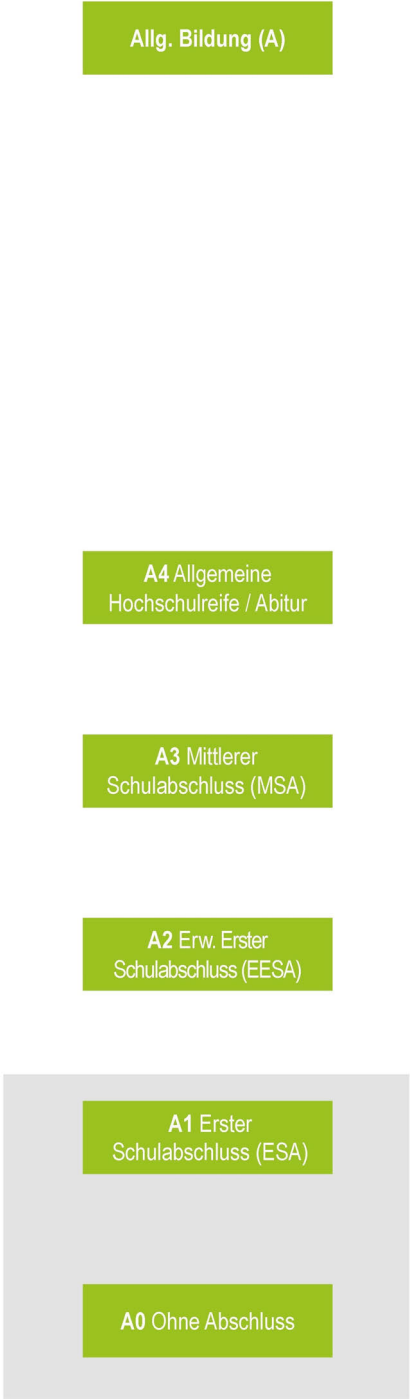 Allg. Bildung (A)
A4 Allgemeine
Hochschulreife / Abitur
A3 Mittlerer
Schulabschluss (MSA)
A2 Erw. Erster
Schulabschluss (EESA)
A1 Erster
Schulabschluss (ESA)
A0 Ohne Abschluss